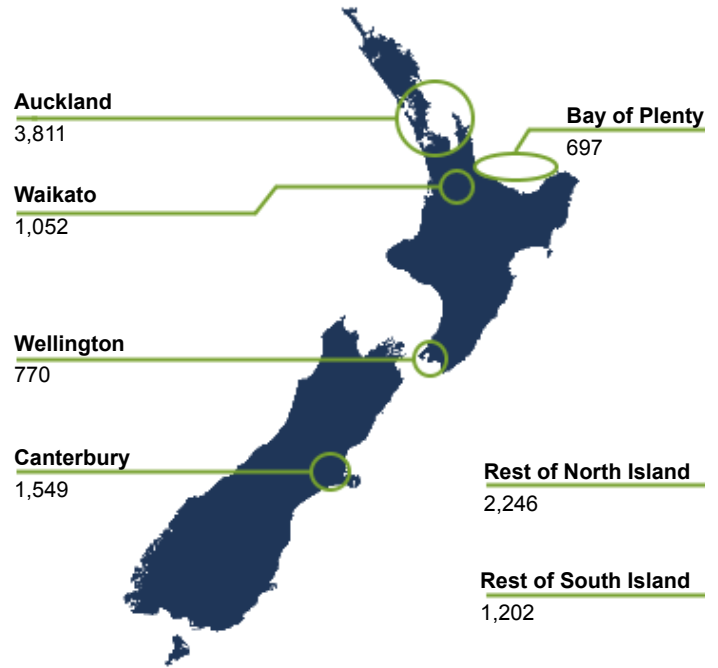 Auckland
3,811
Bay of Plenty
697
Waikato
1,052
Wellington
770
Canterbury
1,549
Rest of North Island
2,246
Rest of South Island
1,202